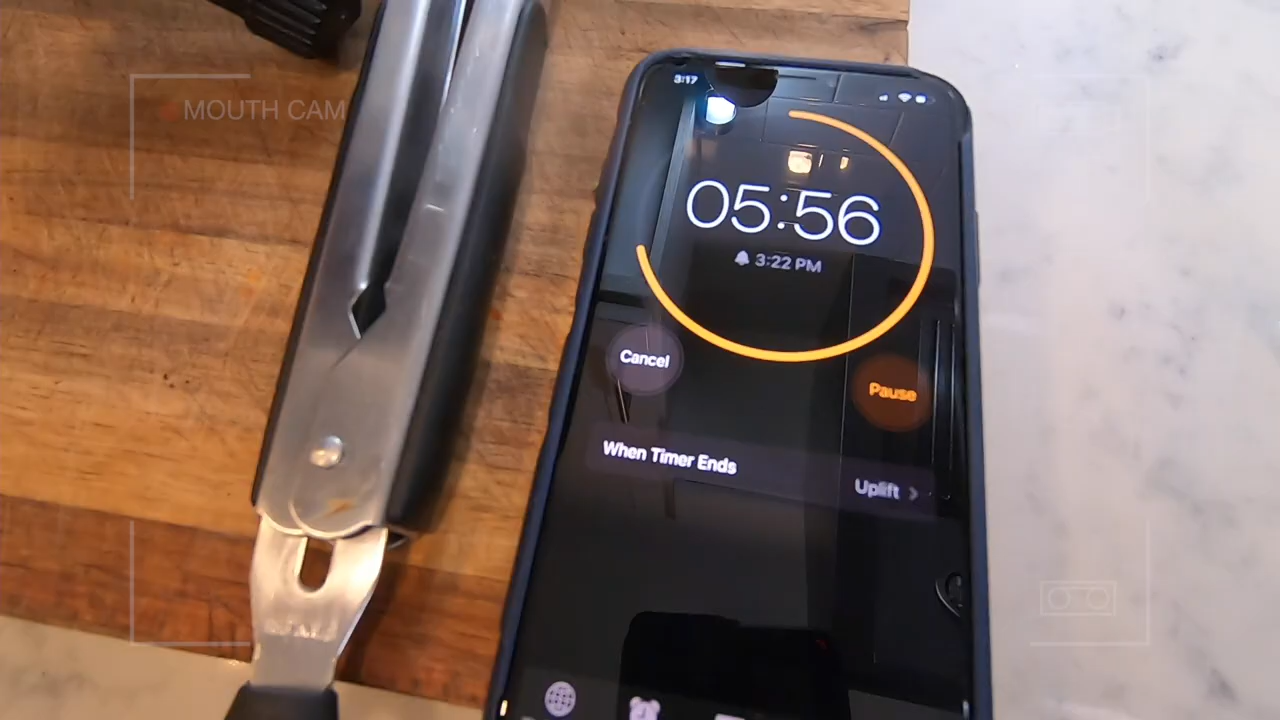 MOUTH CAM
3:17
05:56
3:22 PM
Cancel
Pause
When Timer Ends
Uplift >